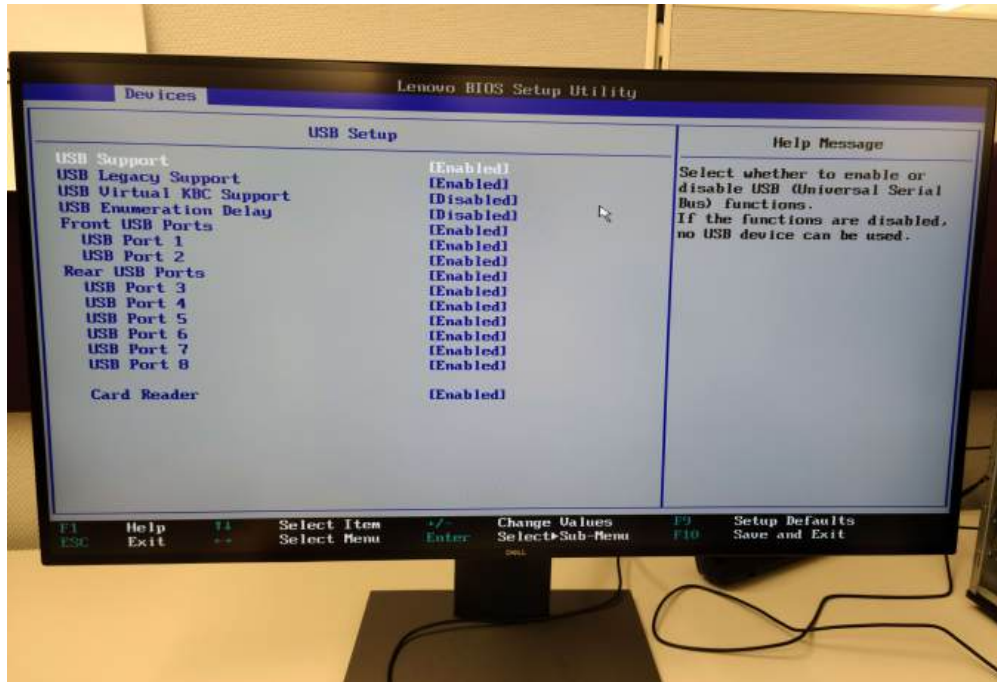 Lenovo BIOS Setup Utility
Devices
USB Setup
Help Message
USB Support [Enabled]
USB Legacy Support [Enabled]
USB Virtual KBC Support [Disabled]
USB Enumeration Delay [Disabled]
Front USB Ports [Enabled]
USB Port 1 [Enabled]
USB Port 2 [Enabled]
Rear USB Ports [Enabled]
USB Port 3 [Enabled]
USB Port 4 [Enabled]
USB Port 5 [Enabled]
USB Port 6 [Enabled]
USB Port 7 [Enabled]
USB Port 8 [Enabled]
Card Reader [Enabled]
Select whether to enable or
disable USB (Universal Serial
Bus) functions.
If the functions are disabled,
no USB device can be used.
F1 Help ↑↓ Select Item +/- Change Values F9 Setup Defaults
ESC Exit ←→ Select Menu Enter Select▶Sub-Menu F10 Save and Exit
DELL